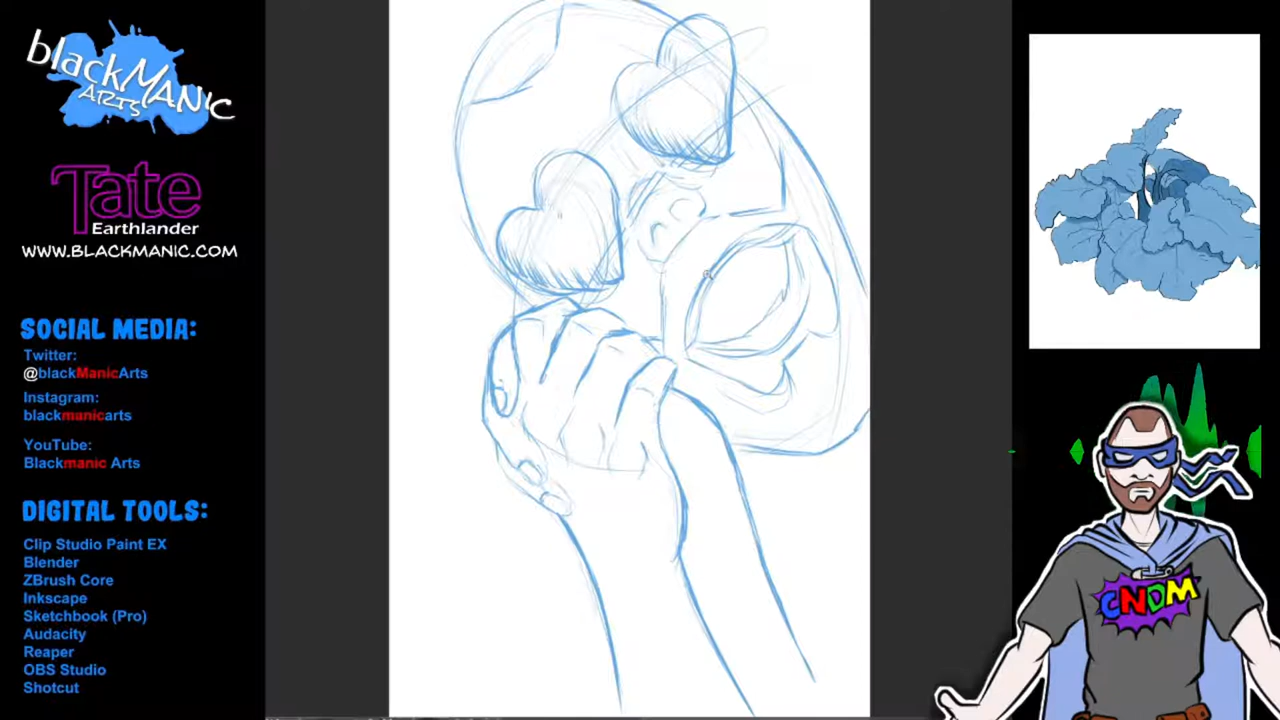 blackManic
ARTS
Tate
Earthlander
WWW.BLACKMANIC.COM
SOCIAL MEDIA:
Twitter:
@blackManicArts
Instagram:
blackmanicarts
YouTube:
Blackmanic Arts
DIGITAL TOOLS:
Clip Studio Paint EX
Blender
ZBrush Core
Inkscape
Sketchbook (Pro)
Audacity
Reaper
OBS Studio
Shotcut
CNDM